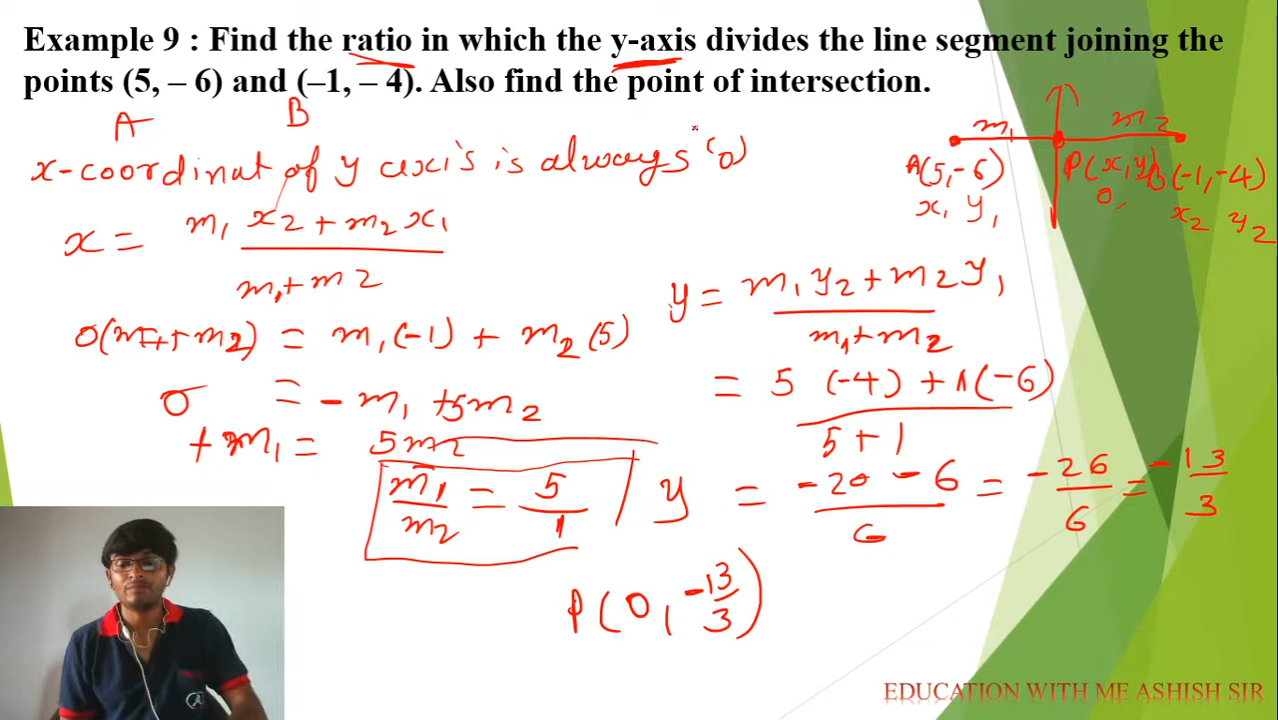 Example 9 : Find the ratio in which the y-axis divides the line segment joining the
points (5, – 6) and (–1, – 4). Also find the point of intersection.
A B
x-coordinat of y axis is always '0'
m1 m2
A(5,-6) P(x,y) B(-1,-4)
x1 y1 0, x2 y2
x = m1 x2 + m2 x1 / m1 + m2
0(m1 + m2) = m1(-1) + m2(5)
0 = -m1 + 5m2
+m1 = 5m2
m1/m2 = 5/1
y = m1 y2 + m2 y1 / m1 + m2
= 5 (-4) + 1(-6) / 5 + 1
y = -20 - 6 / 6 = -26/6 = -13/3
P(0, -13/3)
EDUCATION WITH ME ASHISH SIR